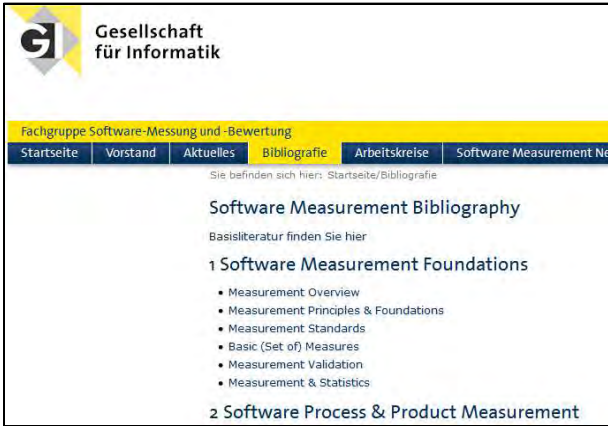 GI
Gesellschaft
für Informatik
Fachgruppe Software-Messung und -Bewertung
Startseite Vorstand Aktuelles Bibliografie Arbeitskreise Software Measurement Ne
Sie befinden sich hier: Startseite/Bibliografie
Software Measurement Bibliography
Basisliteratur finden Sie hier
1 Software Measurement Foundations
• Measurement Overview
• Measurement Principles & Foundations
• Measurement Standards
• Basic (Set of) Measures
• Measurement Validation
• Measurement & Statistics
2 Software Process & Product Measurement